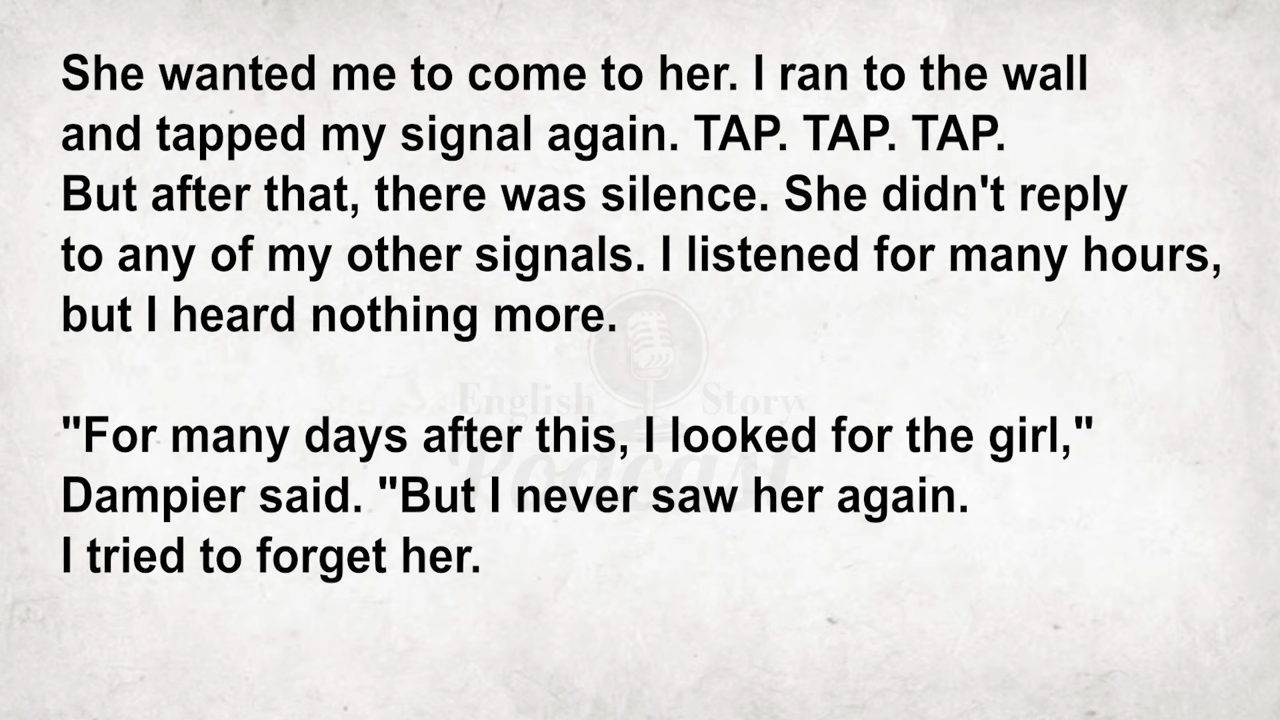 She wanted me to come to her. I ran to the wall
and tapped my signal again. TAP. TAP. TAP.
But after that, there was silence. She didn't reply
to any of my other signals. I listened for many hours,
but I heard nothing more.
English Story
Podcast
"For many days after this, I looked for the girl,"
Dampier said. "But I never saw her again.
I tried to forget her.